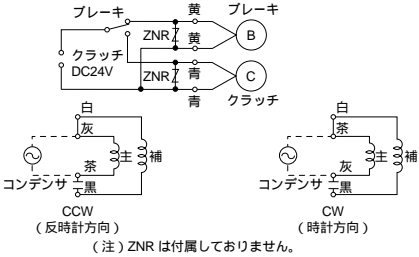 ブレーキ
黄
ブレーキ
ZNR
黄
B
クラッチ
DC24V
ZNR
青
C
青
クラッチ
白
灰
主
補
茶
コンデンサ
黒
CCW
(反時計方向)
白
茶
主
補
灰
コンデンサ
黒
CW
(時計方向)
(注)ZNR は付属しておりません。